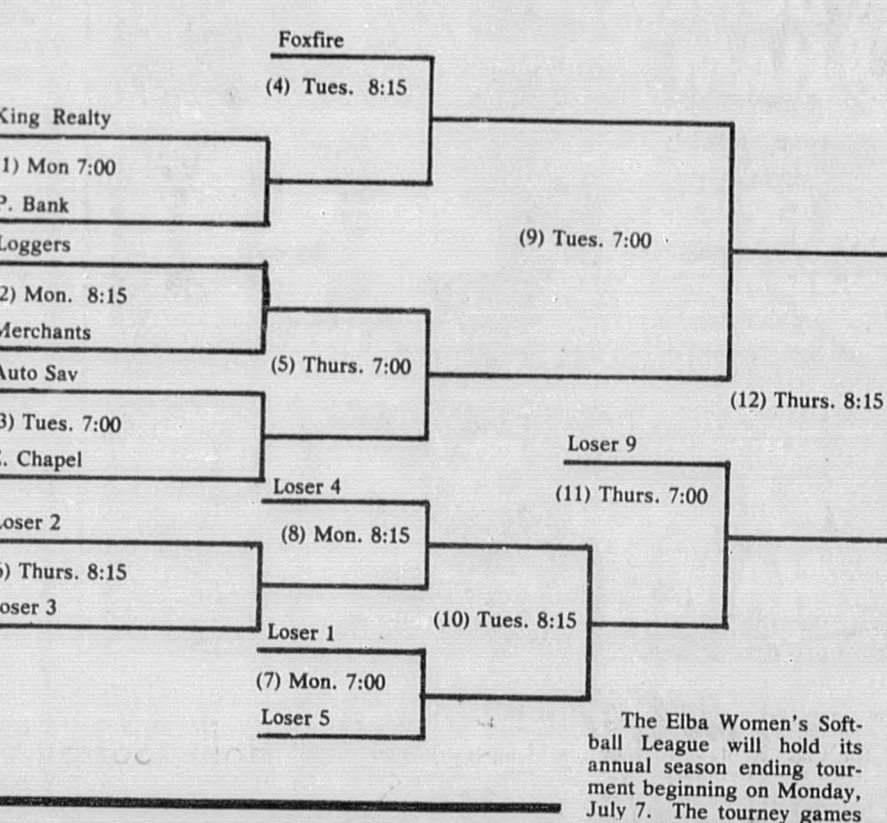 Foxfire
(4) Tues. 8:15
King Realty
1) Mon 7:00
P. Bank
(9) Tues. 7:00
Loggers
2) Mon. 8:15
Merchants
(5) Thurs. 7:00
Auto Sav
(12) Thurs. 8:15
3) Tues. 7:00
. Chapel
Loser 9
Loser 4
(11) Thurs. 7:00
Loser 2
(8) Mon. 8:15
6) Thurs. 8:15
oser 3
(10) Tues. 8:15
Loser 1
(7) Mon. 7:00
Loser 5
The Elba Women's Soft-
ball League will hold its
annual season ending tour-
ment beginning on Monday,
July 7. The tourney games